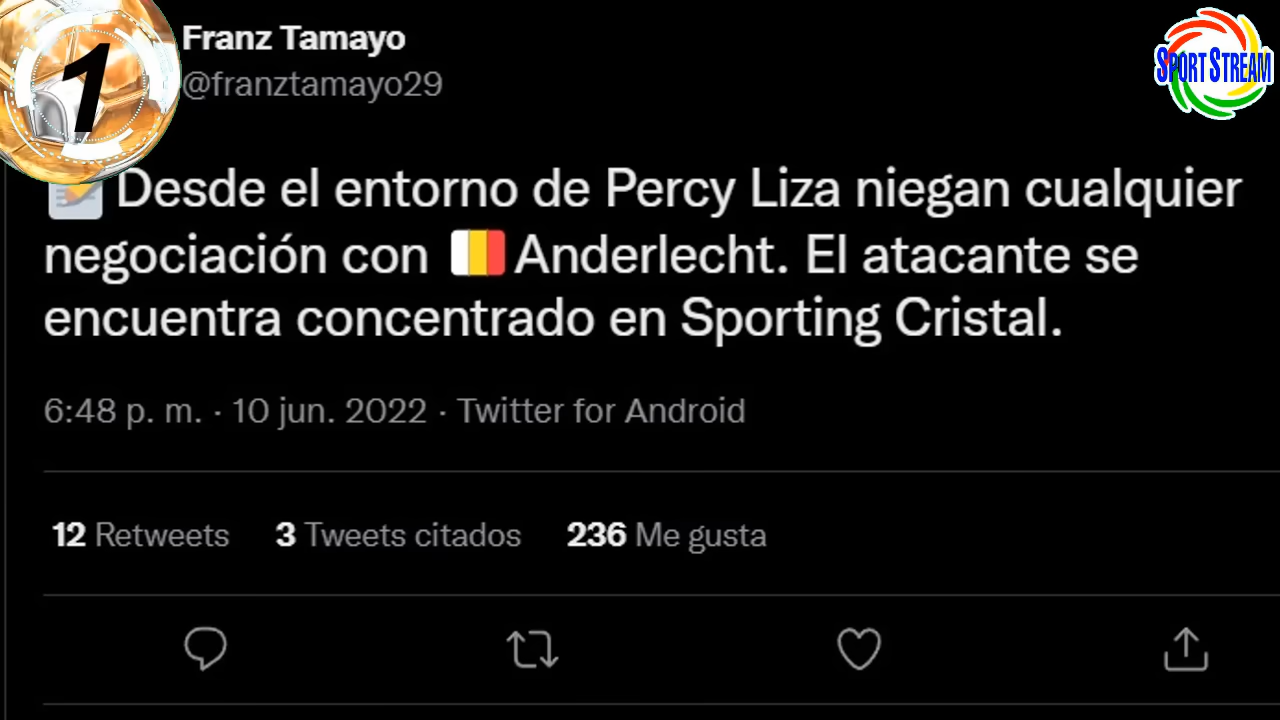 1
Franz Tamayo
SPORT STREAM
@franztamayo29
Desde el entorno de Percy Liza niegan cualquier
negociación con Anderlecht. El atacante se
encuentra concentrado en Sporting Cristal.
6:48 p. m. · 10 jun. 2022 · Twitter for Android
12 Retweets 3 Tweets citados 236 Me gusta